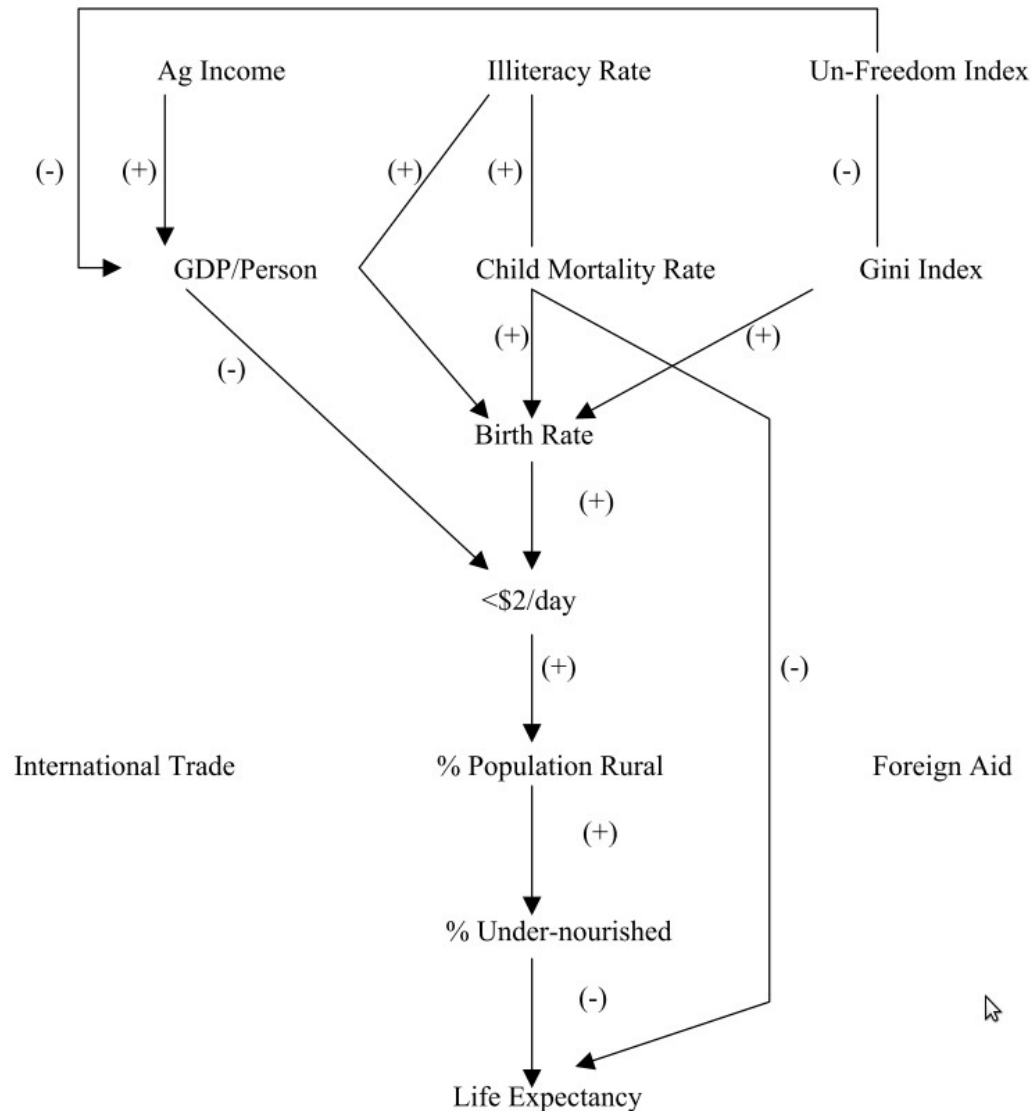 Ag Income
Illiteracy Rate
Un-Freedom Index
(-)
(+)
(+)
(+)
(-)
GDP/Person
Child Mortality Rate
Gini Index
(-)
(+)
(+)
Birth Rate
(+)
<$2/day
(+)
(-)
International Trade
% Population Rural
Foreign Aid
(+)
% Under-nourished
(-)
Life Expectancy